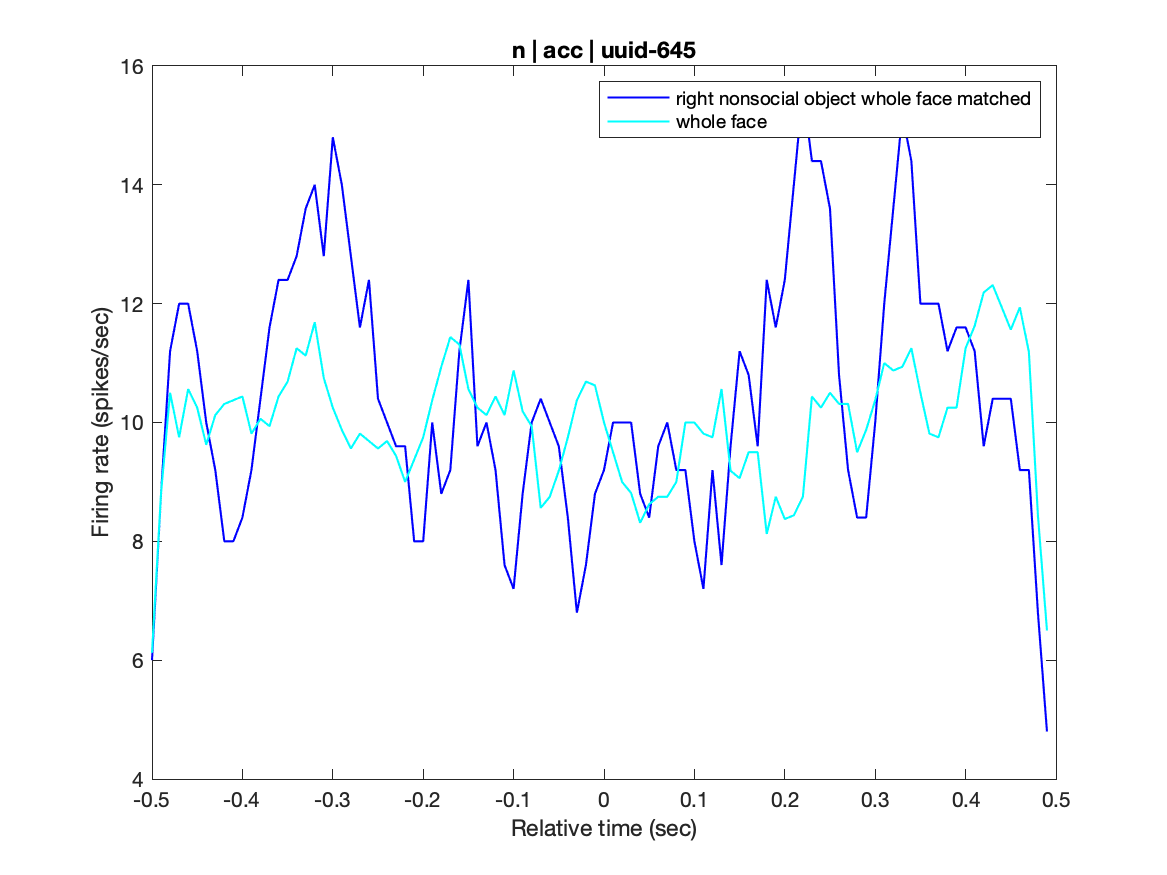 n | acc | uuid-645
right nonsocial object whole face matched
whole face
Firing rate (spikes/sec)
16
14
12
10
8
6
4
-0.5 -0.4 -0.3 -0.2 -0.1 0 0.1 0.2 0.3 0.4 0.5
Relative time (sec)